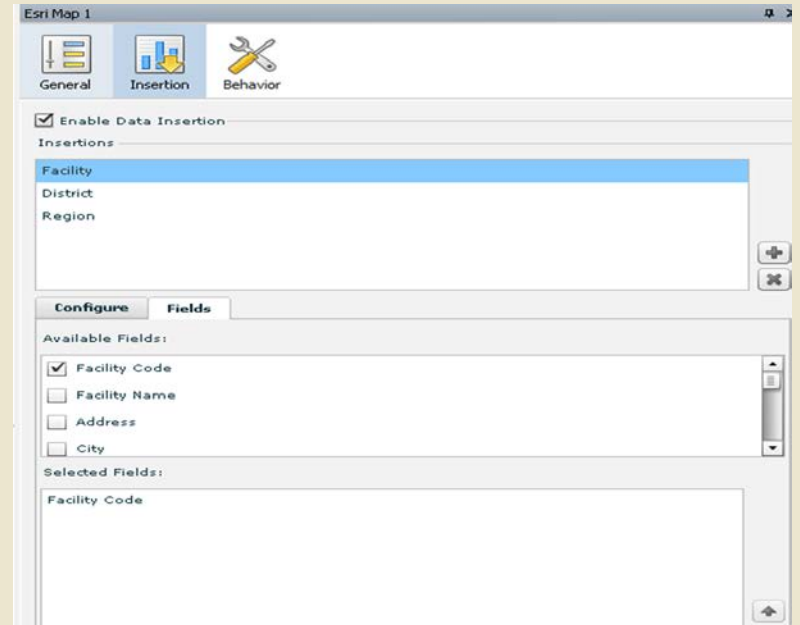 Esri Map 1
General Insertion Behavior
Enable Data Insertion
Insertions
Facility
District
Region
Configure Fields
Available Fields:
Facility Code
Facility Name
Address
City
Selected Fields:
Facility Code